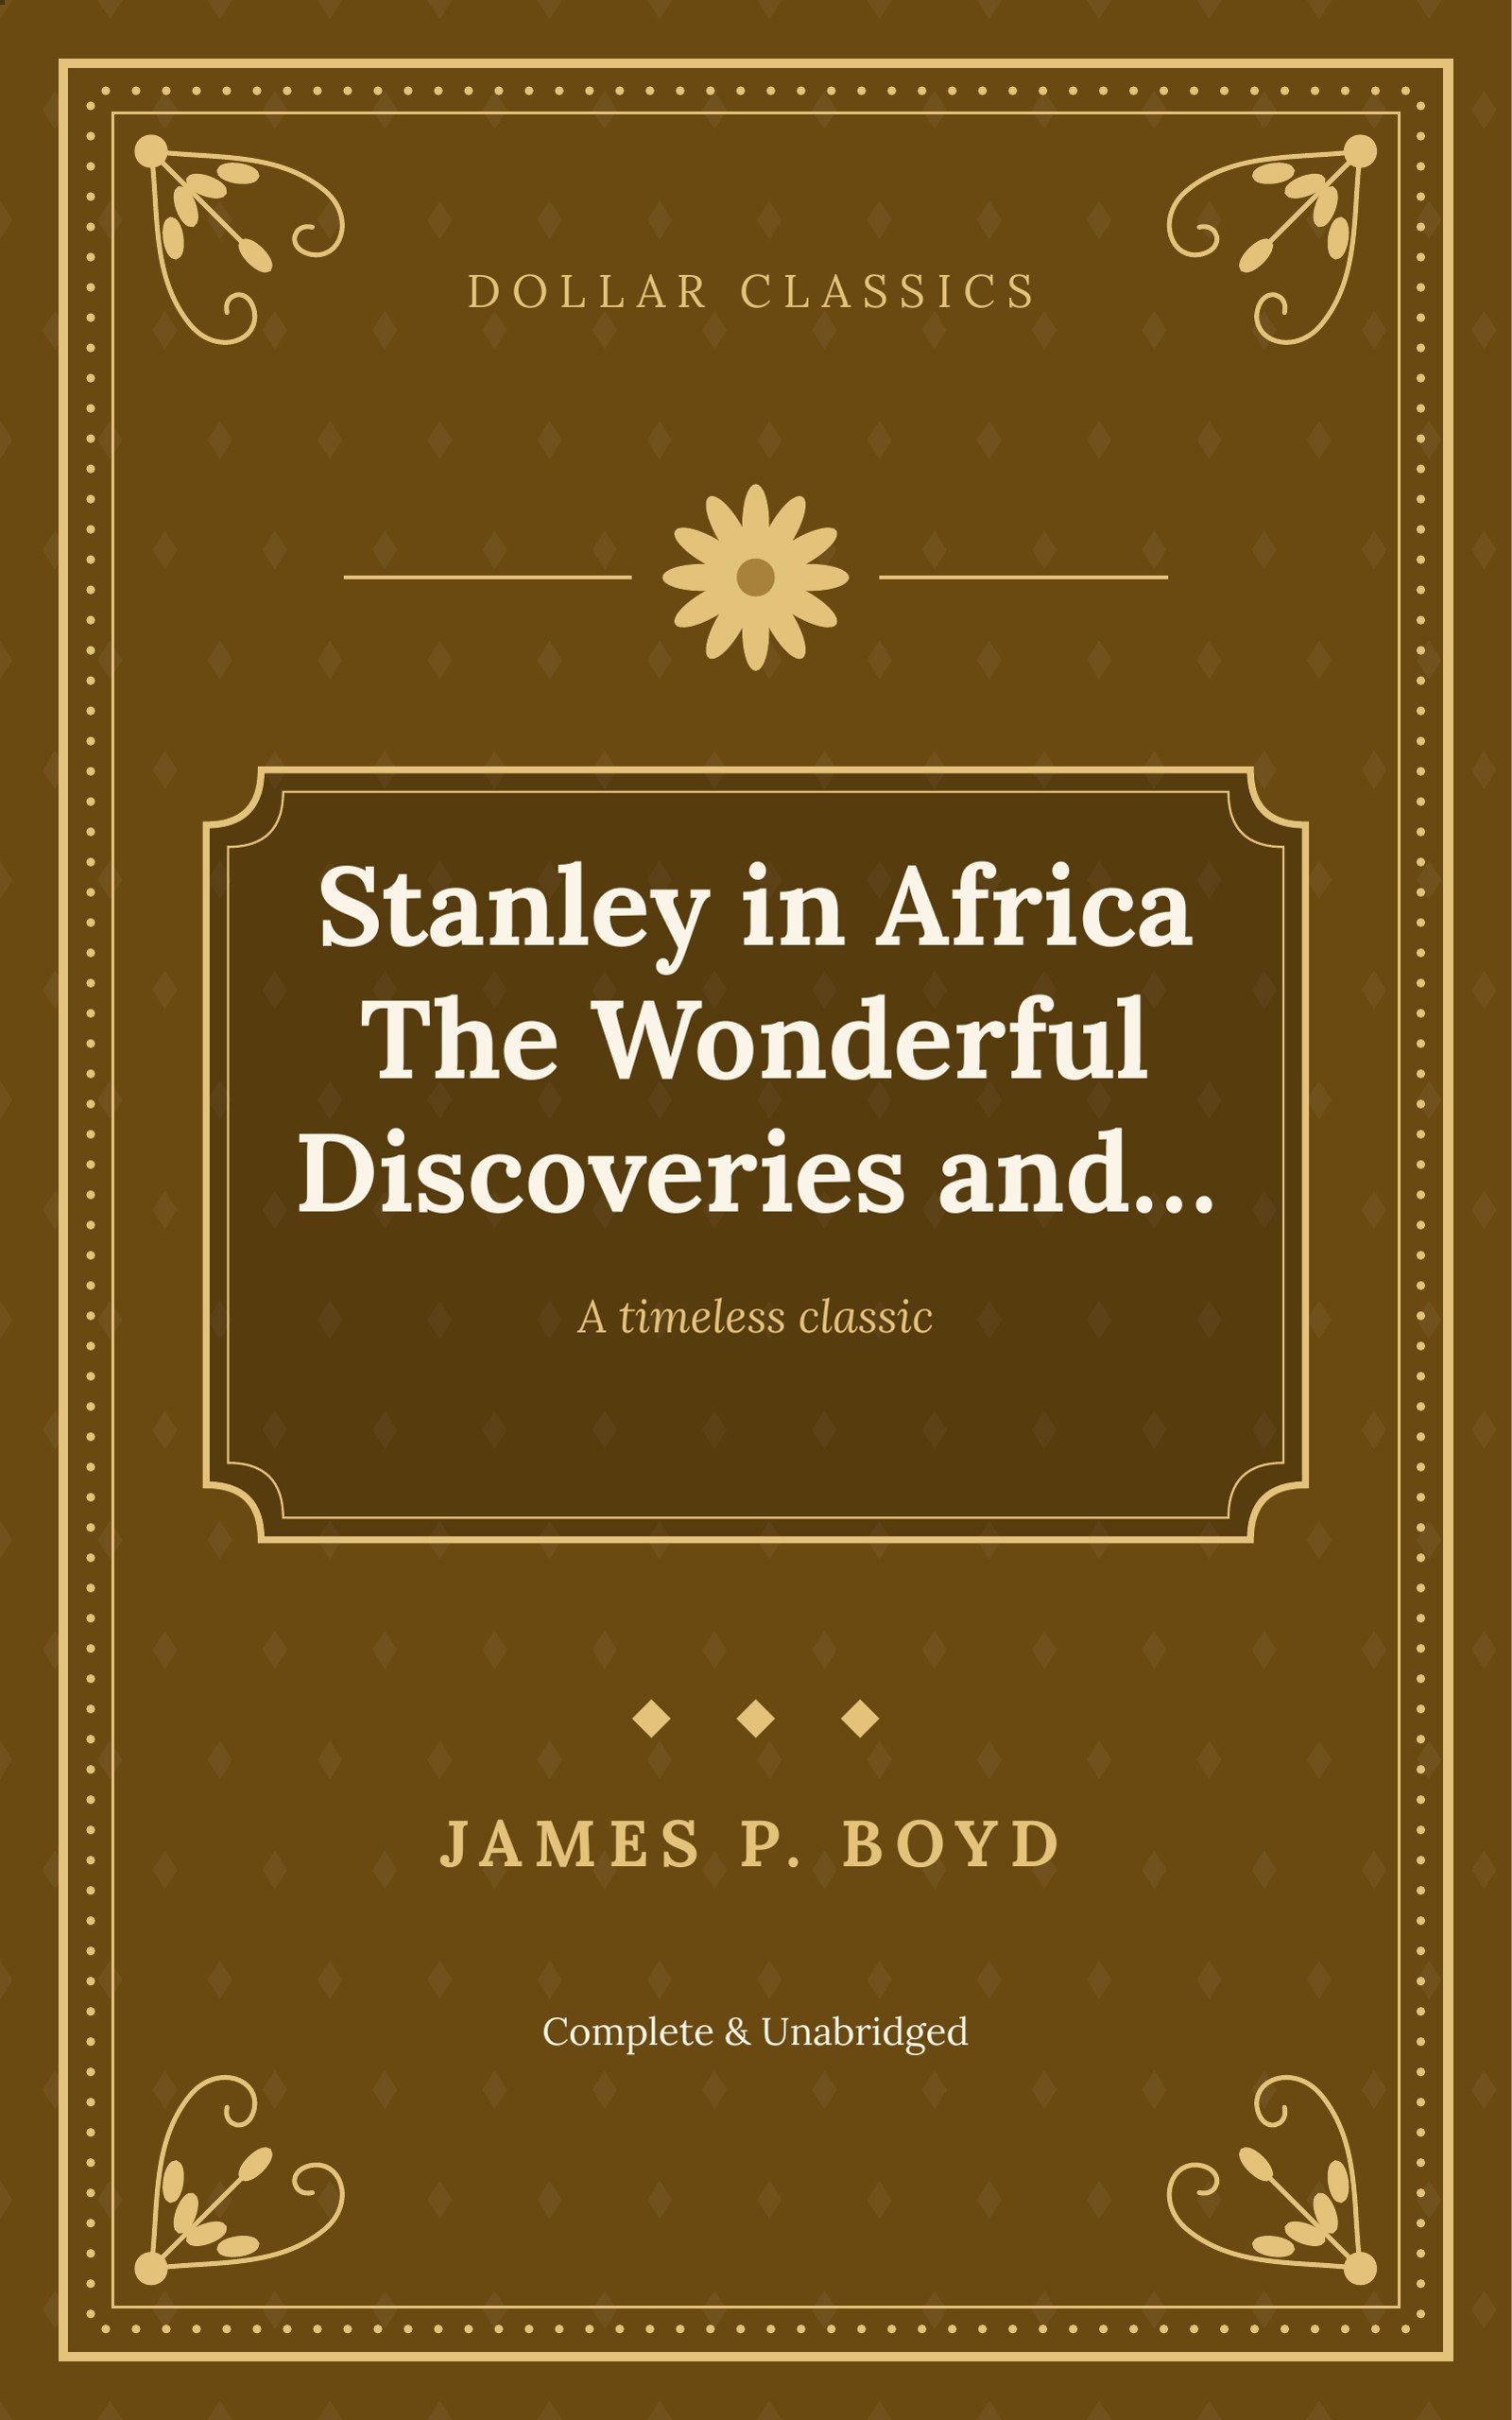 DOLLAR CLASSICS
Stanley in Africa
The Wonderful
Discoveries and...
A timeless classic
JAMES P. BOYD
Complete & Unabridged